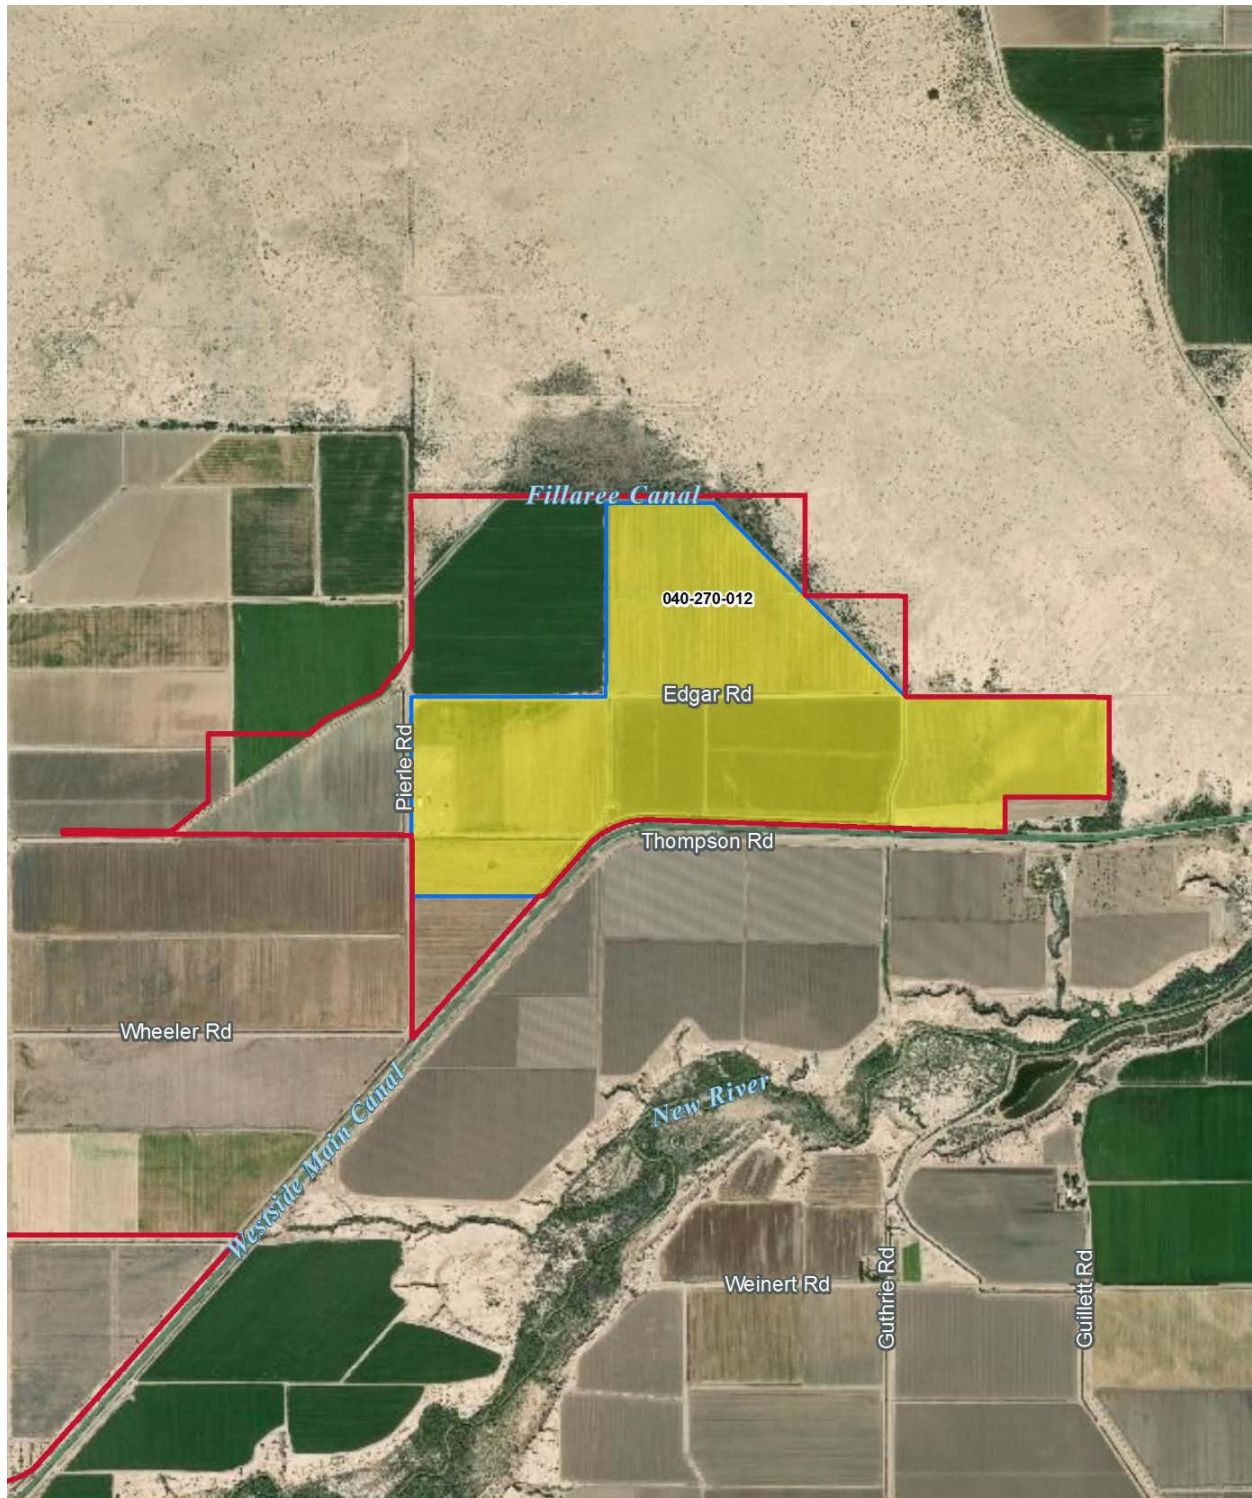 Fillaree Canal
040-270-012
Edgar Rd
Pierle Rd
Thompson Rd
Wheeler Rd
Westside Main Canal
New River
Weinert Rd
Guthrie Rd
Guillett Rd